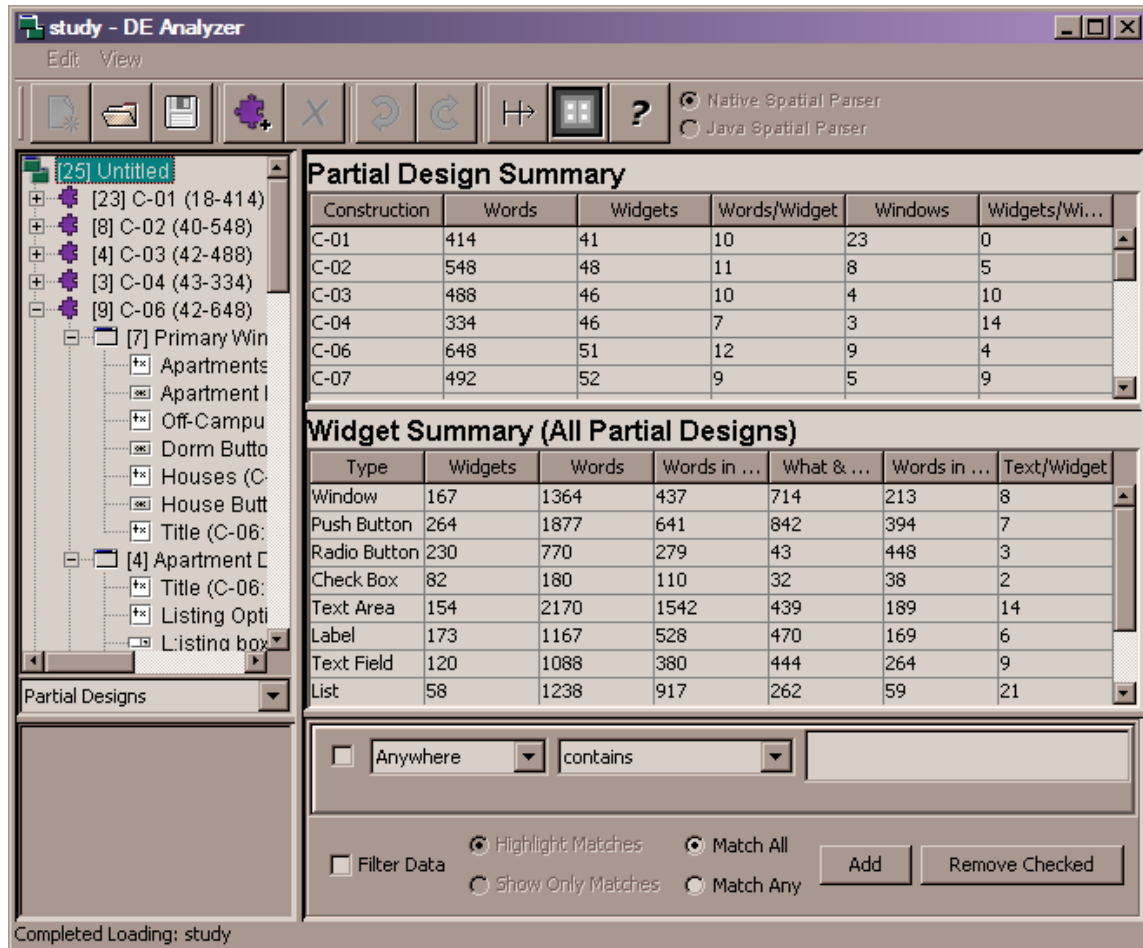 study - DE Analyzer
Edit View
? Native Spatial Parser
Java Spatial Parser
[25] Untitled
[23] C-01 (18-414)
[8] C-02 (40-548)
[4] C-03 (42-488)
[3] C-04 (43-334)
[9] C-06 (42-648)
[7] Primary Win
Apartments
Apartment I
Off-Campu
Dorm Butto
Houses (C-
House Butt
Title (C-06:
[4] Apartment D
Title (C-06:
Listing Opti
L:isting box
Partial Designs
Partial Design Summary
Construction Words Widgets Words/Widget Windows Widgets/Wi...
C-01 414 41 10 23 0
C-02 548 48 11 8 5
C-03 488 46 10 4 10
C-04 334 46 7 3 14
C-06 648 51 12 9 4
C-07 492 52 9 5 9
Widget Summary (All Partial Designs)
Type Widgets Words Words in ... What & ... Words in ... Text/Widget
Window 167 1364 437 714 213 8
Push Button 264 1877 641 842 394 7
Radio Button 230 770 279 43 448 3
Check Box 82 180 110 32 38 2
Text Area 154 2170 1542 439 189 14
Label 173 1167 528 470 169 6
Text Field 120 1088 380 444 264 9
List 58 1238 917 262 59 21
Anywhere contains
Filter Data Highlight Matches Match All Add Remove Checked
Show Only Matches Match Any
Completed Loading: study